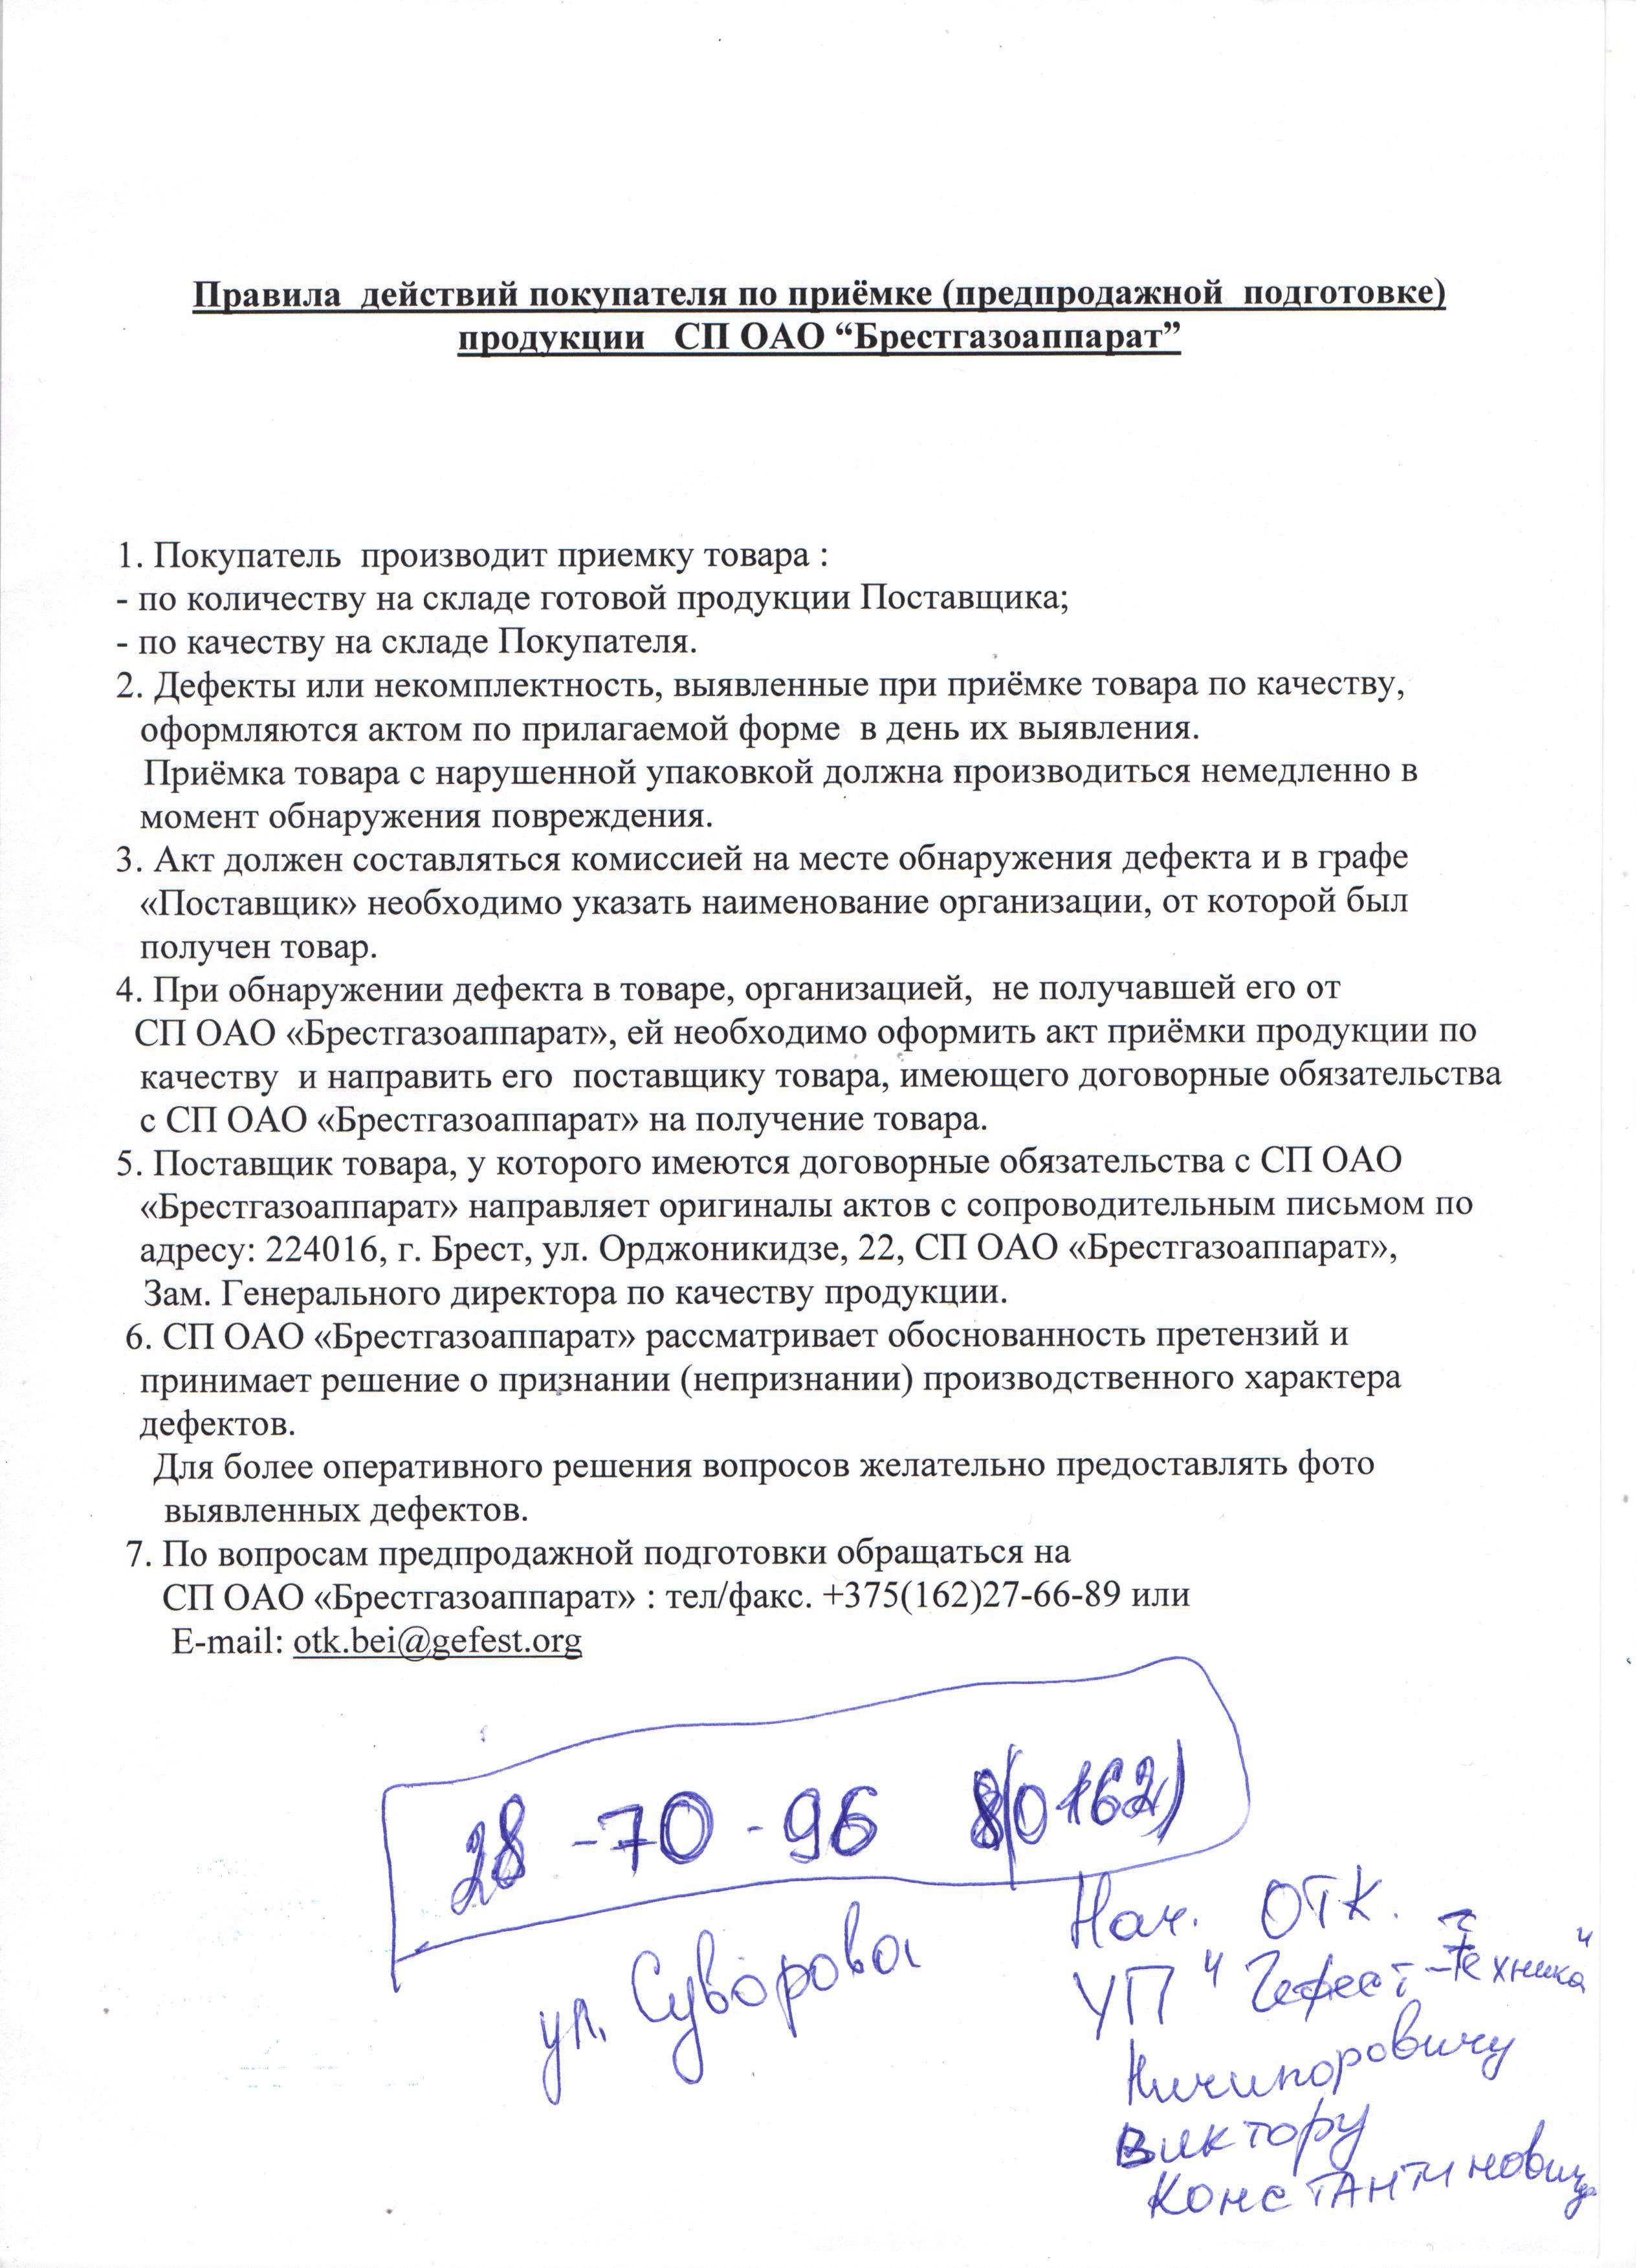 Правила действий покупателя по приёмке (предпродажной подготовке)
продукции СП ОАО “Брестгазоаппарат”
1. Покупатель производит приемку товара :
- по количеству на складе готовой продукции Поставщика;
- по качеству на складе Покупателя.
2. Дефекты или некомплектность, выявленные при приёмке товара по качеству,
оформляются актом по прилагаемой форме в день их выявления.
Приёмка товара с нарушенной упаковкой должна производиться немедленно в
момент обнаружения повреждения.
3. Акт должен составляться комиссией на месте обнаружения дефекта и в графе
«Поставщик» необходимо указать наименование организации, от которой был
получен товар.
4. При обнаружении дефекта в товаре, организацией, не получавшей его от
СП ОАО «Брестгазоаппарат», ей необходимо оформить акт приёмки продукции по
качеству и направить его поставщику товара, имеющего договорные обязательства
с СП ОАО «Брестгазоаппарат» на получение товара.
5. Поставщик товара, у которого имеются договорные обязательства с СП ОАО
«Брестгазоаппарат» направляет оригиналы актов с сопроводительным письмом по
адресу: 224016, г. Брест, ул. Орджоникидзе, 22, СП ОАО «Брестгазоаппарат»,
Зам. Генерального директора по качеству продукции.
6. СП ОАО «Брестгазоаппарат» рассматривает обоснованность претензий и
принимает решение о признании (непризнании) производственного характера
дефектов.
Для более оперативного решения вопросов желательно предоставлять фото
выявленных дефектов.
7. По вопросам предпродажной подготовки обращаться на
СП ОАО «Брестгазоаппарат» : тел/факс. +375(162)27-66-89 или
E-mail: otk.bei@gefest.org
28-70-96 8(0162)
ул. Суворова
Нач. ОТК.
УП "Гефест-техника"
Ничипоровичу
Виктору
Константиновичу